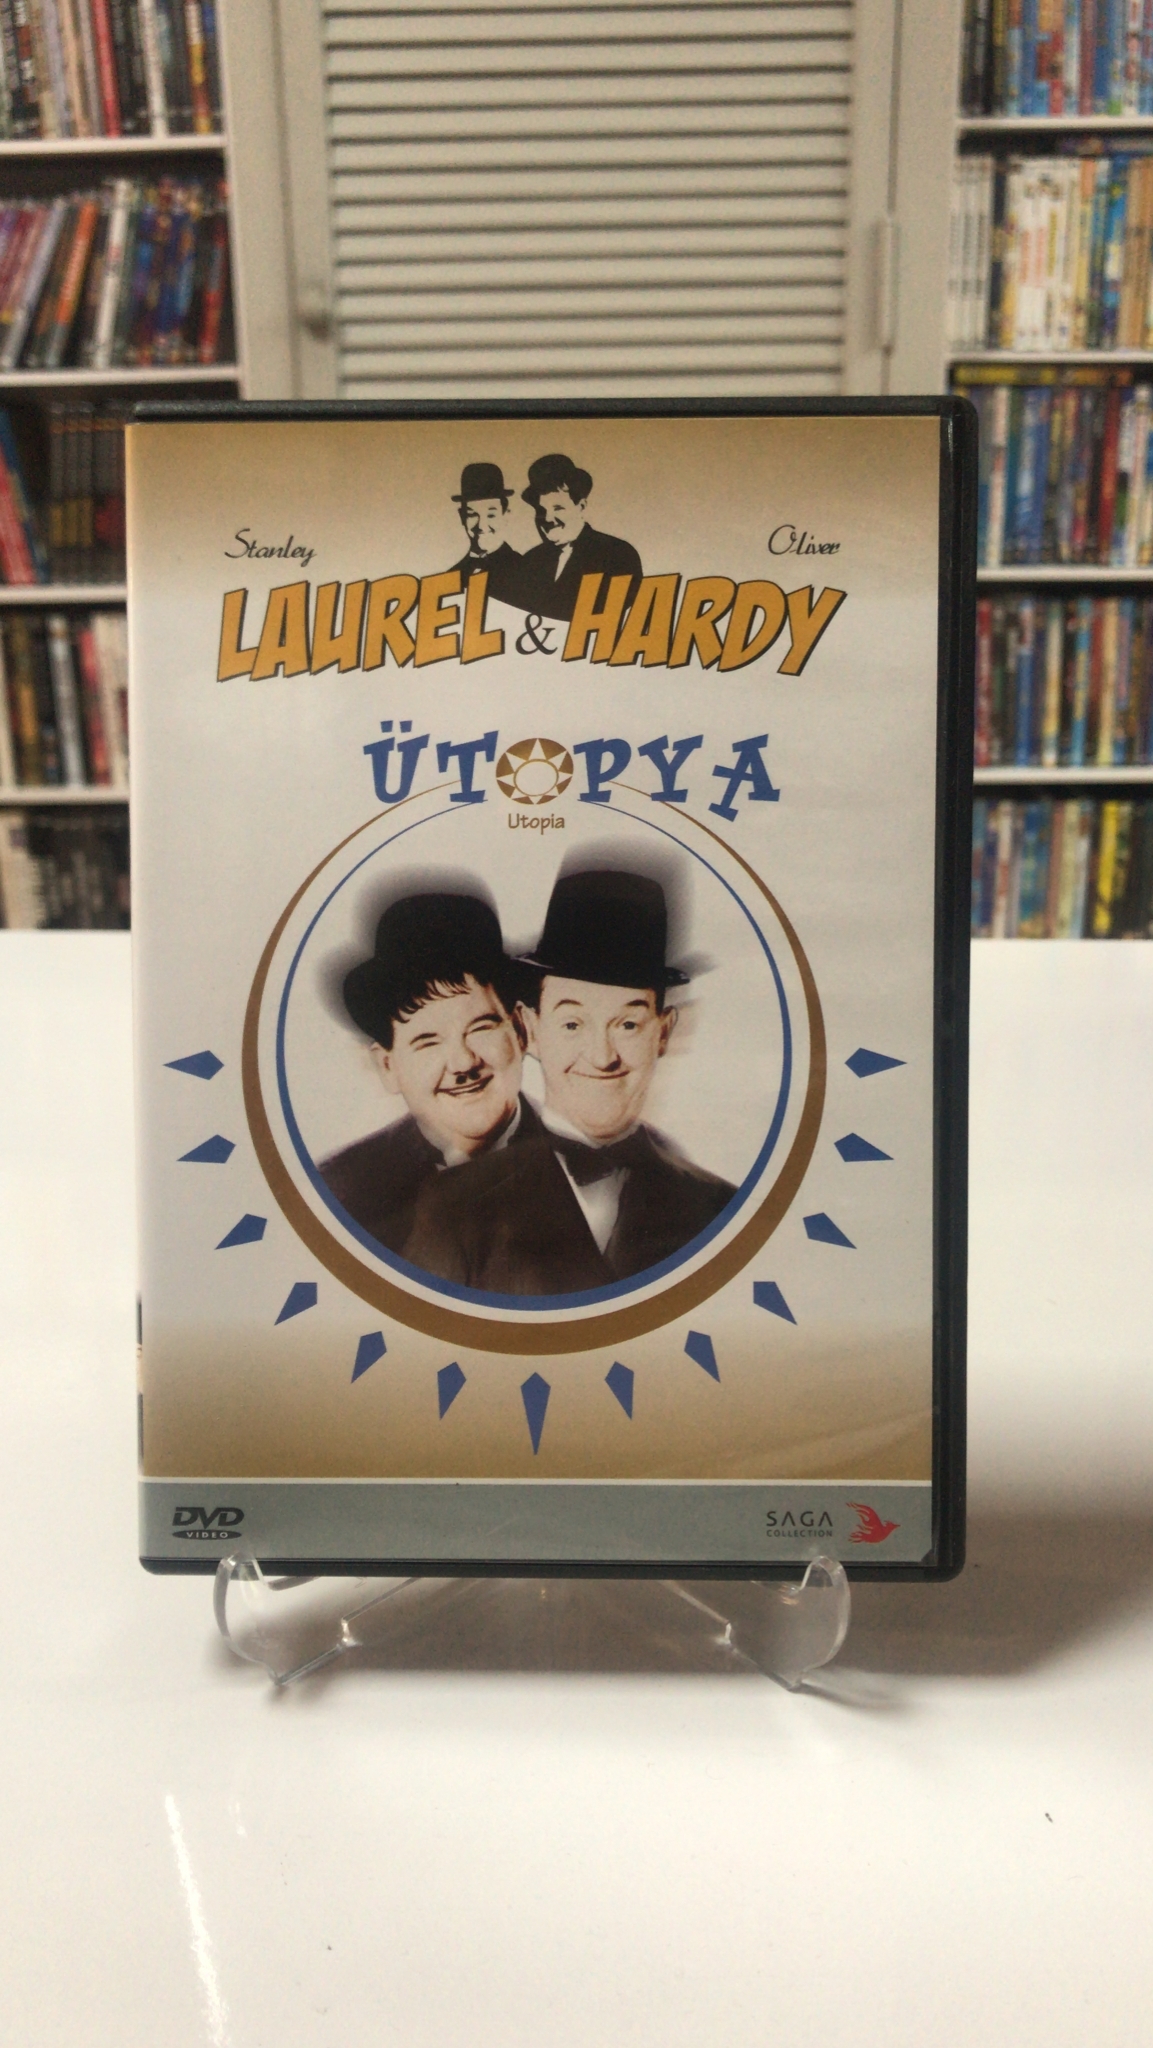 Stanley
Oliver
LAUREL & HARDY
ÜTOPYA
Utopia
DVD
VIDEO
SAGA
COLLECTION